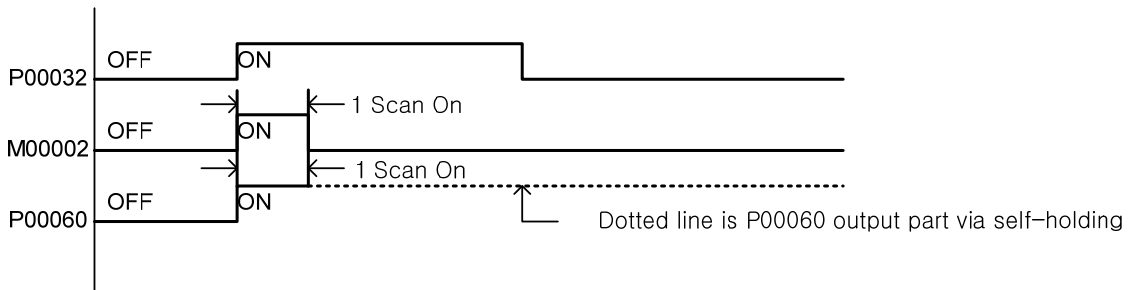 OFF ON
P00032
1 Scan On
OFF ON
M00002
1 Scan On
OFF ON
P00060
Dotted line is P00060 output part via self-holding